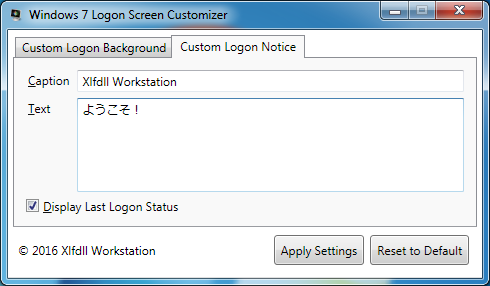 Windows 7 Logon Screen Customizer
Custom Logon Background Custom Logon Notice
Caption Xlfdll Workstation
Text ようこそ！
Display Last Logon Status
© 2016 Xlfdll Workstation Apply Settings Reset to Default